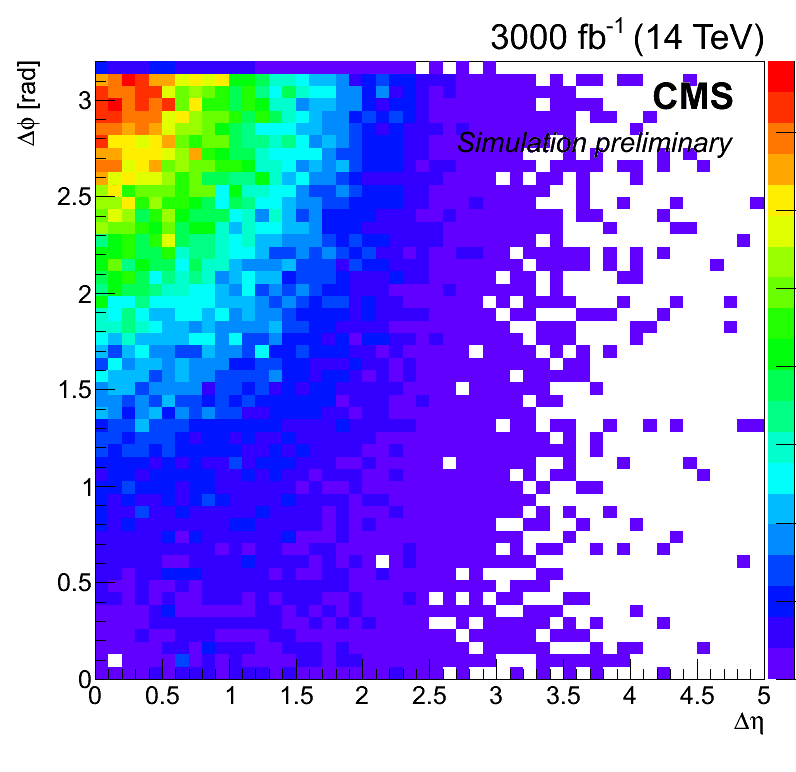 3000 fb-1 (14 TeV)
Δϕ [rad]
CMS
Simulation preliminary
3
2.5
2
1.5
1
0.5
0
0 0.5 1 1.5 2 2.5 3 3.5 4 4.5 5
Δη